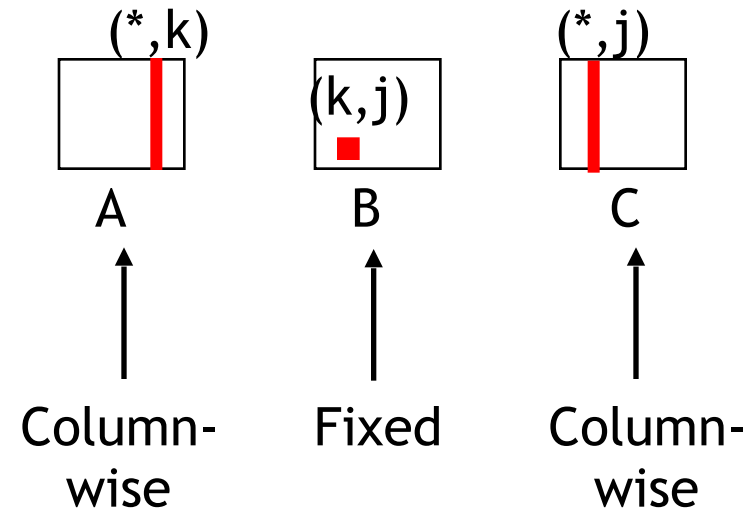 (*,k)
(*,j)
(k,j)
A
B
C
Column-
wise
Fixed
Column-
wise